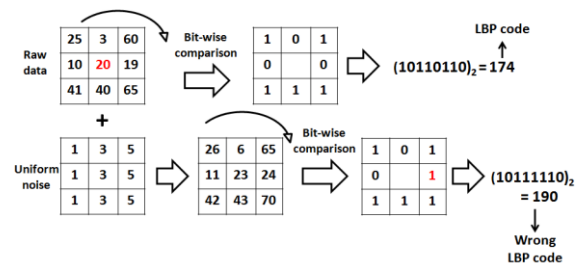 LBP code
Bit-wise
comparison
Raw
data
25 3 60
10 20 19
41 40 65
1 0 1
0 0
1 1 1
(10110110)₂ = 174
+
Uniform
noise
1 3 5
1 3 5
1 3 5
26 6 65
11 23 24
42 43 70
Bit-wise
comparison
1 0 1
0 1
1 1 1
(10111110)₂
= 190
Wrong
LBP code